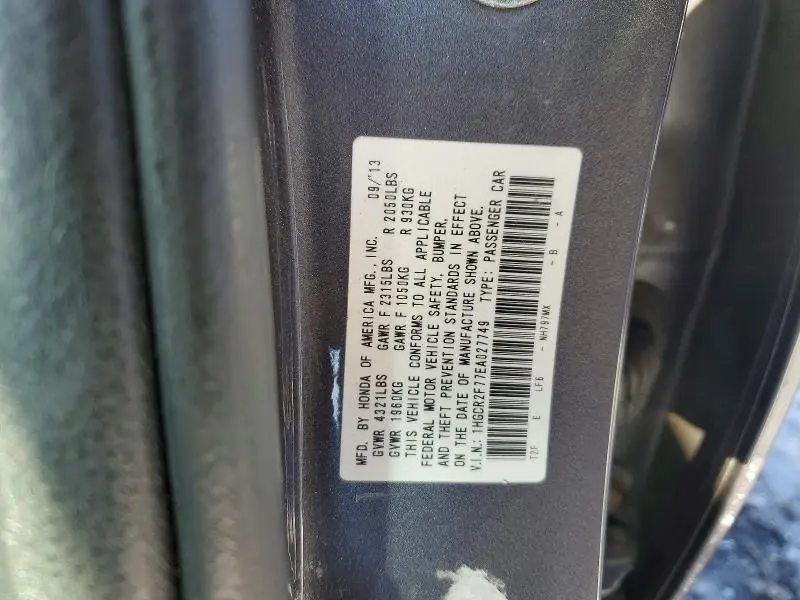 MFD. BY HONDA OF AMERICA MFG., INC. 09/'13
GVWR 4321LBS GAWR F 2315LBS R 2050LBS
GVWR 1960KG GAWR F 1050KG R 930KG
THIS VEHICLE CONFORMS TO ALL APPLICABLE
FEDERAL MOTOR VEHICLE SAFETY, BUMPER,
AND THEFT PREVENTION STANDARDS IN EFFECT
ON THE DATE OF MANUFACTURE SHOWN ABOVE.
V.I.N.: 1HGCR2F77EA027749 TYPE: PASSENGER CAR
T2F E LF6 - NH797MX - B - A